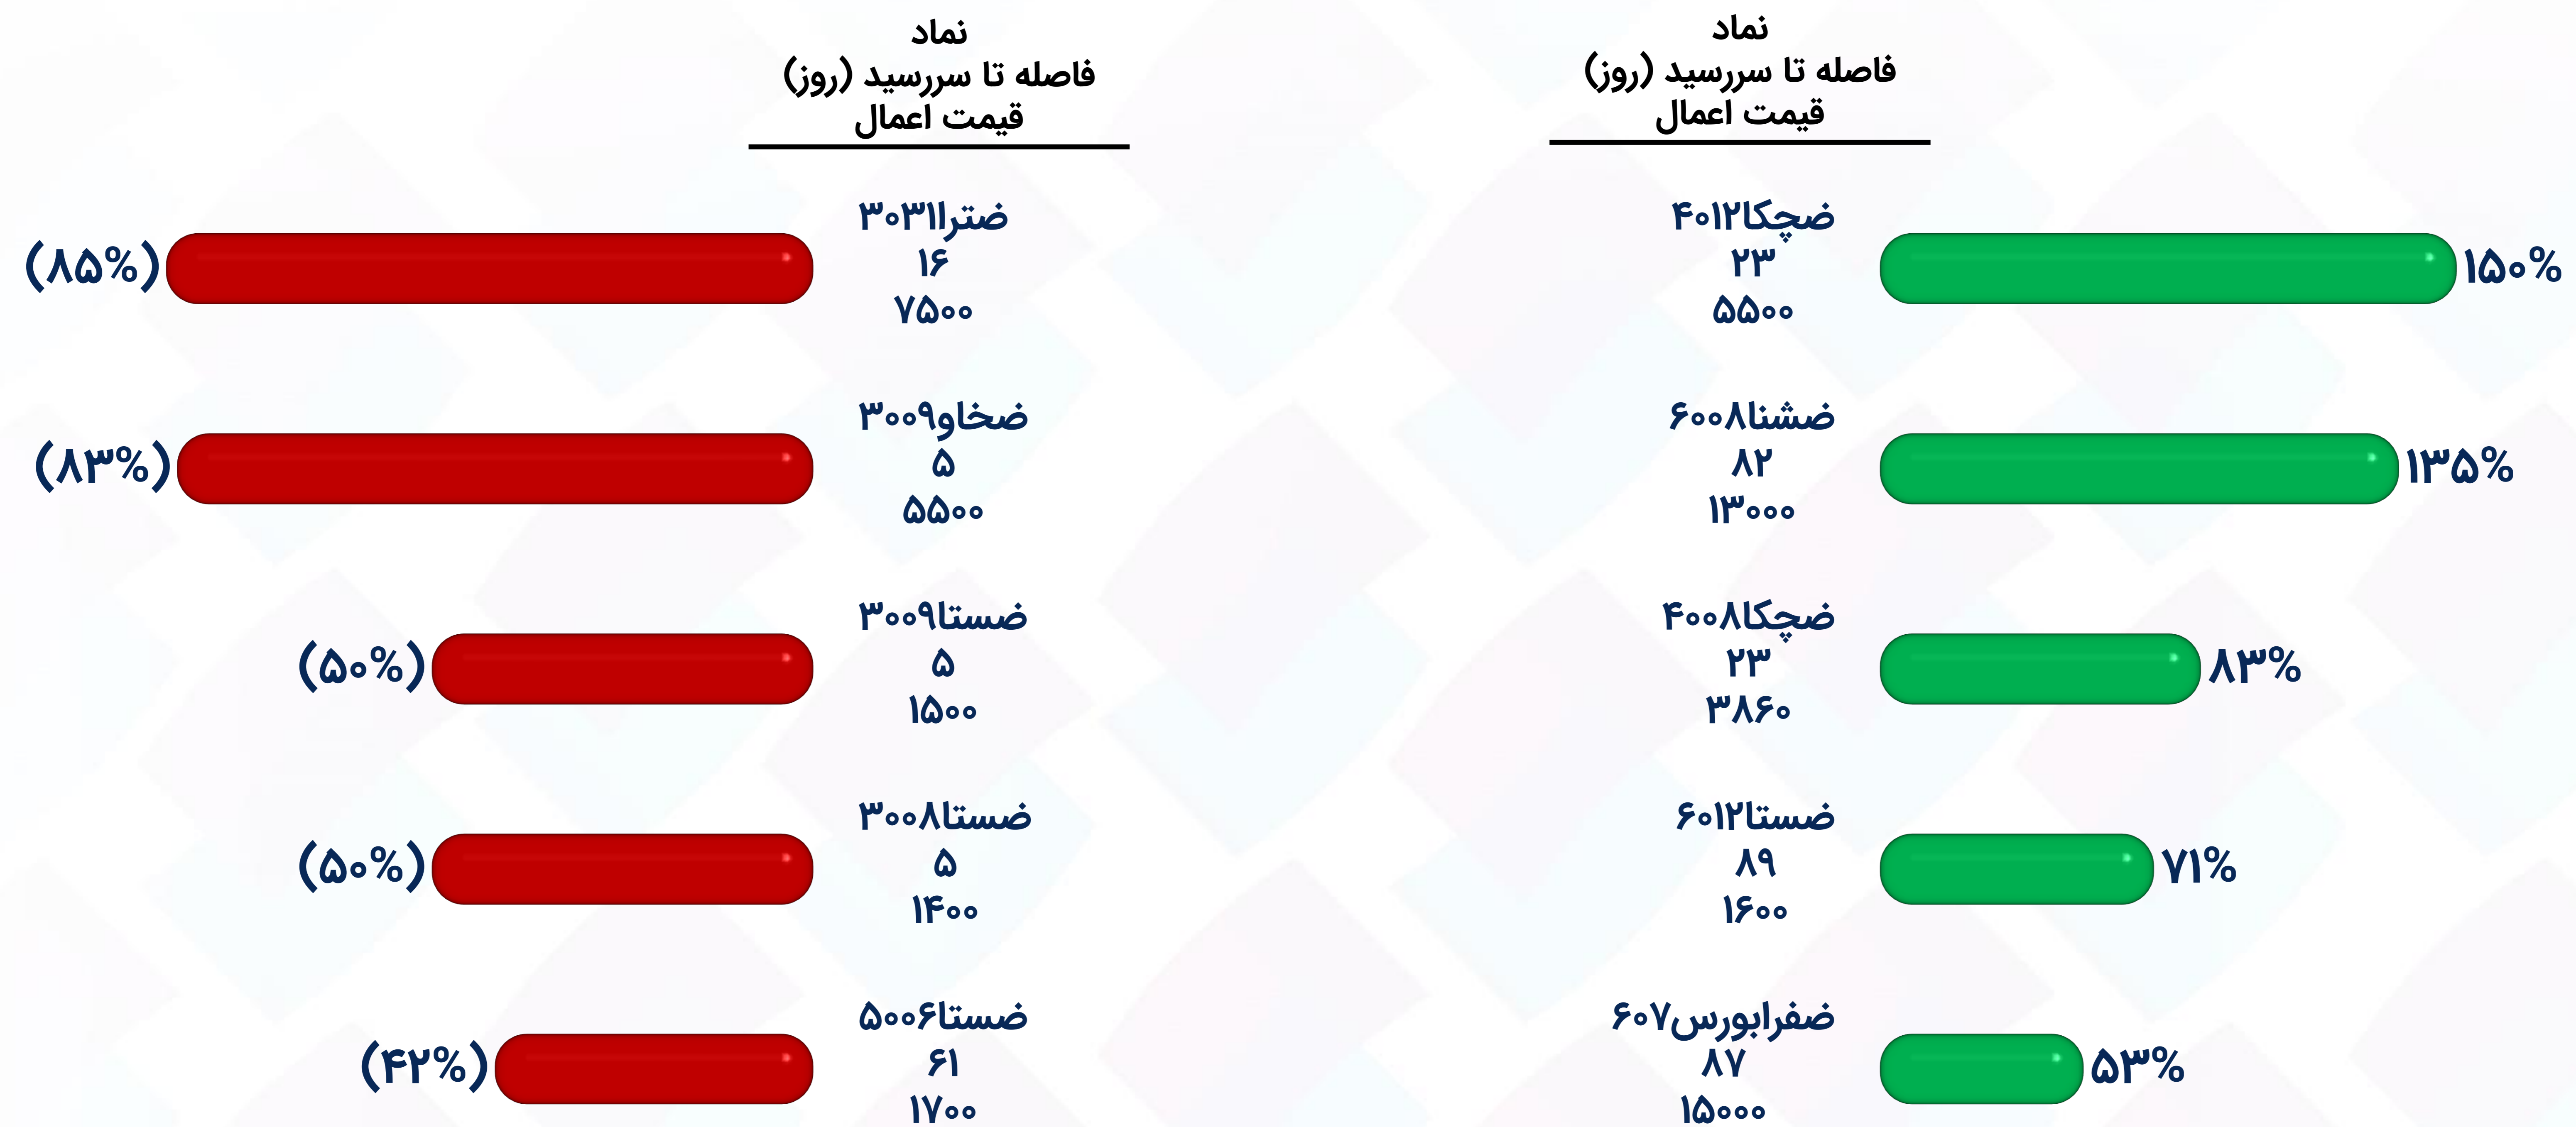 نماد
فاصله تا سررسید (روز)
قیمت اعمال
ضچکا۴۰۱۲
۲۳
۵۵۰۰
۱۵۰%
ضشنا۶۰۰۸
۸۲
۱۳۰۰۰
۱۳۵%
ضچکا۴۰۰۸
۲۳
۳۸۶۰
۸۳%
ضستا۶۰۱۲
۸۹
۱۶۰۰
۷۱%
ضفرابورس۶۰۷
۸۷
۱۵۰۰۰
۵۳%
نماد
فاصله تا سررسید (روز)
قیمت اعمال
ضترا۳۰۳۱۱
۱۶
۷۵۰۰
(۸۵%)
ضخاو۳۰۰۹
۵
۵۵۰۰
(۸۳%)
ضستا۳۰۰۹
۵
۱۵۰۰
(۵۰%)
ضستا۳۰۰۸
۵
۱۴۰۰
(۵۰%)
ضستا۵۰۰۶
۶۱
۱۷۰۰
(۴۲%)